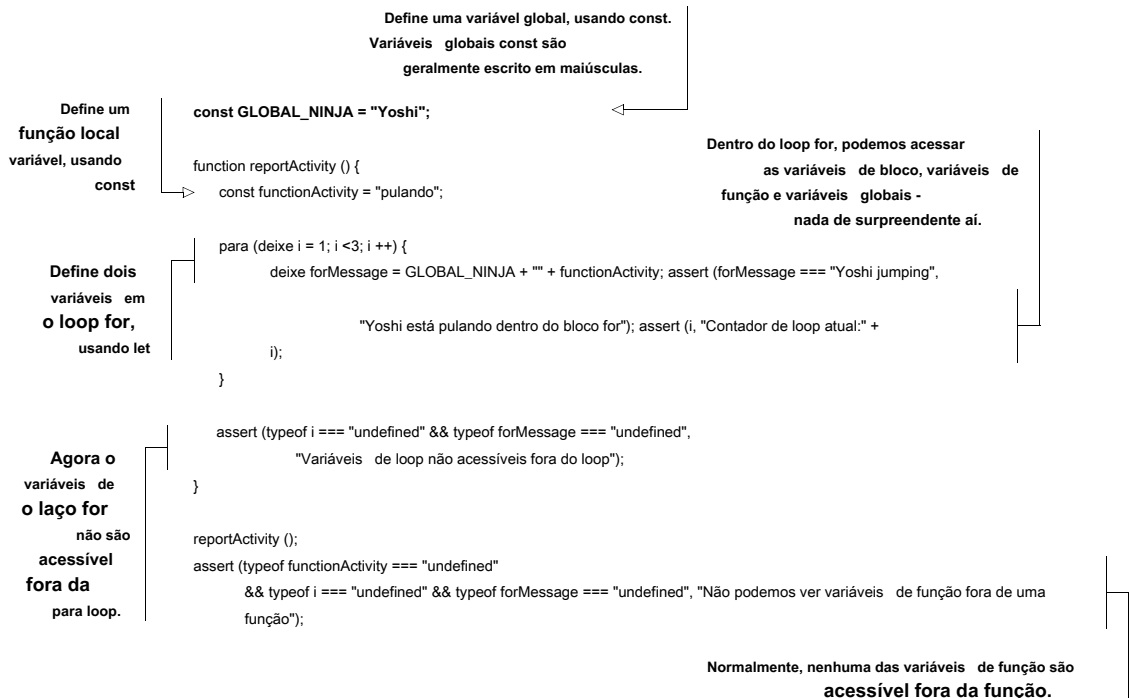 Define uma variável global, usando const.
Variáveis globais const são
geralmente escrito em maiúsculas.
Define um
função local
variável, usando
const
const GLOBAL_NINJA = "Yoshi";
function reportActivity () {
const functionActivity = "pulando";
Dentro do loop for, podemos acessar
as variáveis de bloco, variáveis de
função e variáveis globais -
nada de surpreendente aí.
Define dois
variáveis em
o loop for,
usando let
para (deixe i = 1; i <3; i ++) {
deixe forMessage = GLOBAL_NINJA + "" + functionActivity; assert (forMessage === "Yoshi jumping",
"Yoshi está pulando dentro do bloco for"); assert (i, "Contador de loop atual:" +
i);
}
Agora o
variáveis de
o laço for
não são
acessível
fora da
para loop.
assert (typeof i === "undefined" && typeof forMessage === "undefined",
"Variáveis de loop não acessíveis fora do loop");
}
reportActivity ();
assert (typeof functionActivity === "undefined"
&& typeof i === "undefined" && typeof forMessage === "undefined", "Não podemos ver variáveis de função fora de uma
função");
Normalmente, nenhuma das variáveis de função são
acessível fora da função.